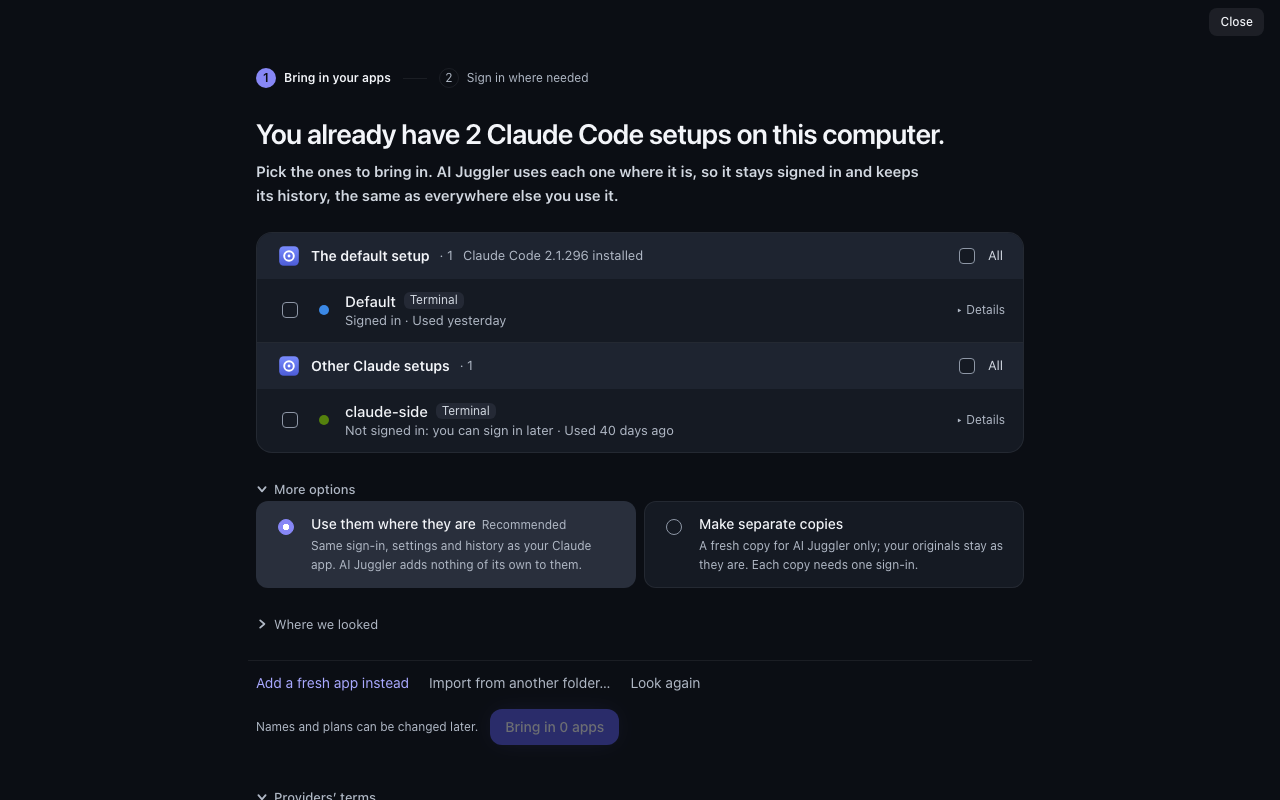 Close
1 Bring in your apps
2 Sign in where needed
You already have 2 Claude Code setups on this computer.
Pick the ones to bring in. AI Juggler uses each one where it is, so it stays signed in and keeps
its history, the same as everywhere else you use it.
The default setup · 1 Claude Code 2.1.296 installed
All
Default Terminal
Signed in · Used yesterday
▸ Details
Other Claude setups · 1
All
claude-side Terminal
Not signed in: you can sign in later · Used 40 days ago
▸ Details
More options
Use them where they are Recommended
Same sign-in, settings and history as your Claude
app. AI Juggler adds nothing of its own to them.
Make separate copies
A fresh copy for AI Juggler only; your originals stay as
they are. Each copy needs one sign-in.
Where we looked
Add a fresh app instead
Import from another folder...
Look again
Names and plans can be changed later.
Bring in 0 apps
Providers' terms